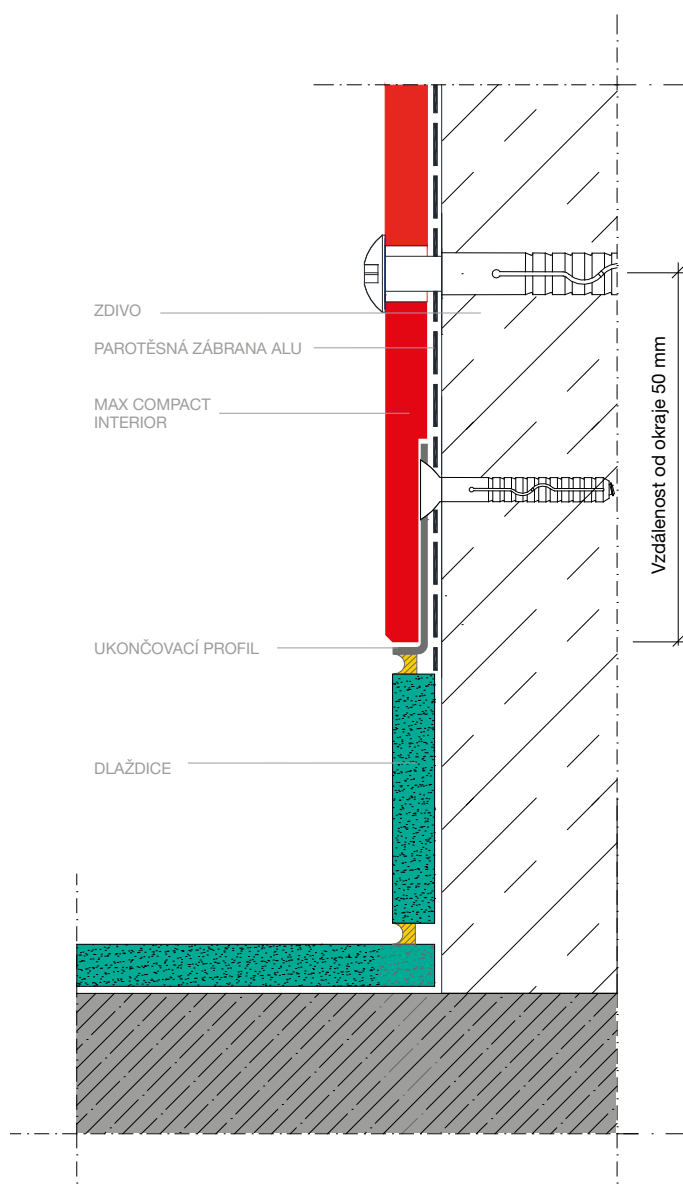 ZDIVO
PAROTĚSNÁ ZÁBRANA ALU
MAX COMPACT
INTERIOR
Vzdálenost od okraje 50 mm
UKONČOVACÍ PROFIL
DLAŽDICE